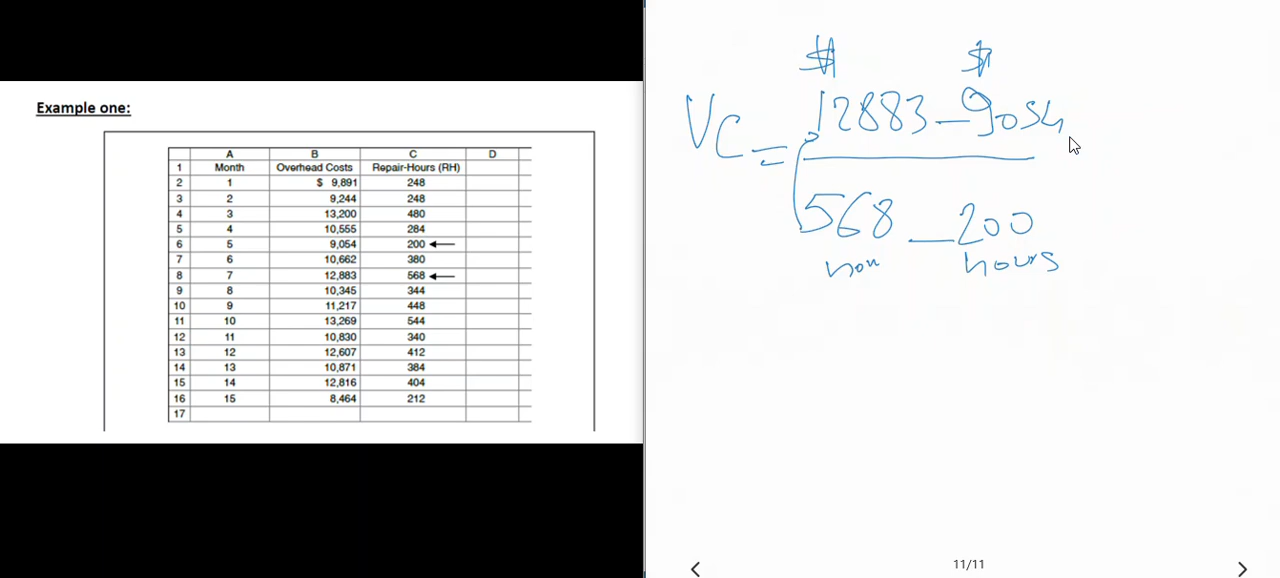 Example one:
A B C D
1 Month Overhead Costs Repair-Hours (RH)
2 1 $ 9,891 248
3 2 9,244 248
4 3 13,200 480
5 4 10,555 284
6 5 9,054 200
7 6 10,662 380
8 7 12,883 568
9 8 10,345 344
10 9 11,217 448
11 10 13,269 544
12 11 10,830 340
13 12 12,607 412
14 13 10,871 384
15 14 12,816 404
16 15 8,464 212
17
$ $
VC = 12883 - 9054
568 - 200
hours
11/11